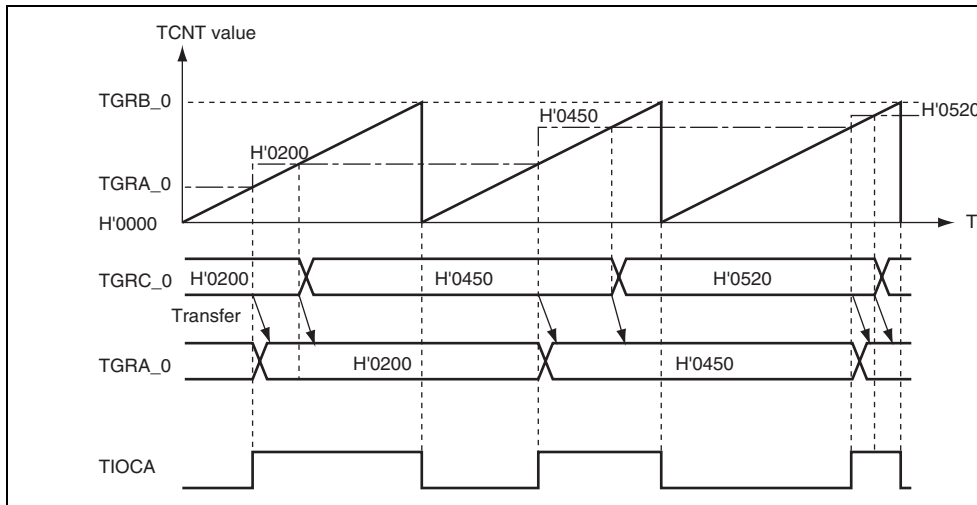 TCNT value
TGRB_0
H'0520
H'0450
H'0200
TGRA_0
H'0000
T
TGRC_0
H'0200
H'0450
H'0520
Transfer
TGRA_0
H'0200
H'0450
TIOCA